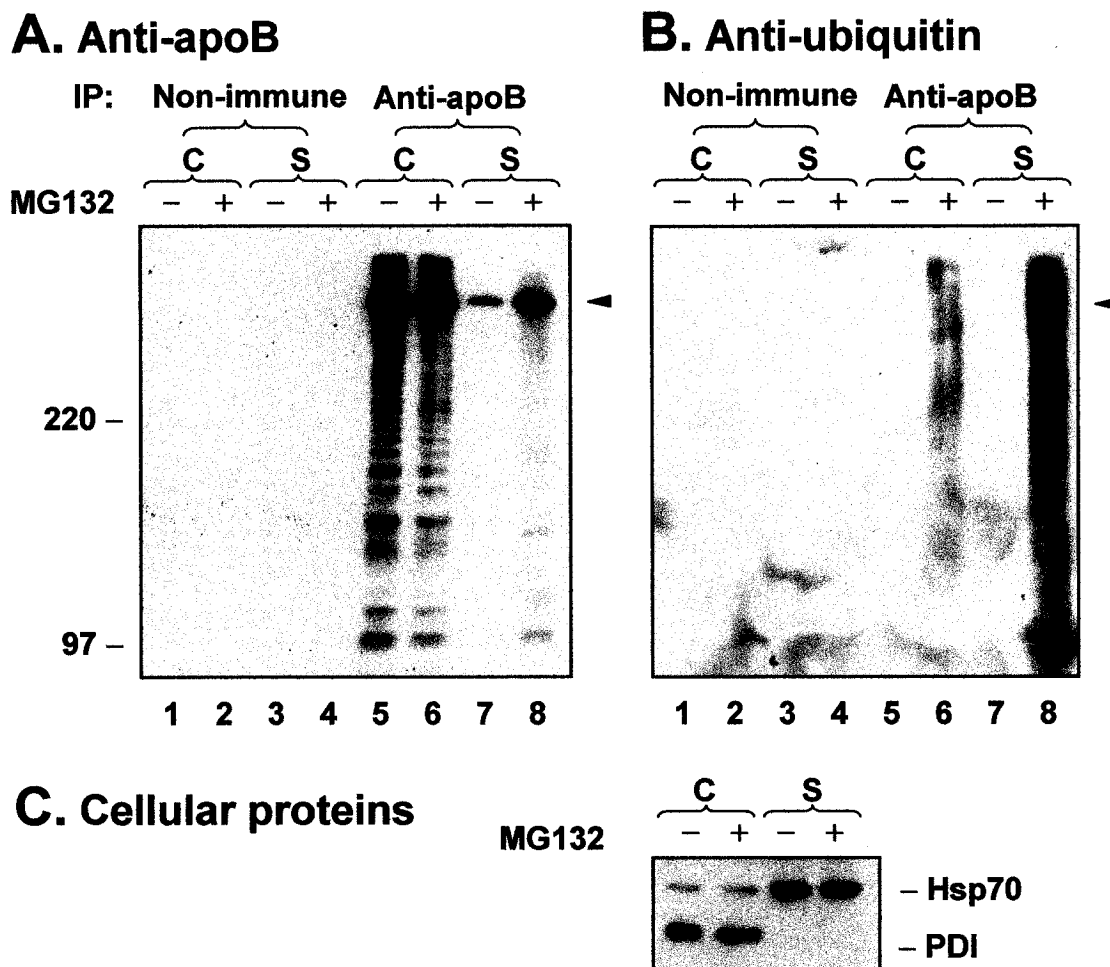 A. Anti-apoB
IP: Non-immune Anti-apoB
C S C S
MG132 − + − + − + − +
220 –
97 –
1 2 3 4 5 6 7 8
B. Anti-ubiquitin
Non-immune Anti-apoB
C S C S
− + − + − + − +
1 2 3 4 5 6 7 8
C. Cellular proteins
C S
MG132 − + − +
– Hsp70
– PDI